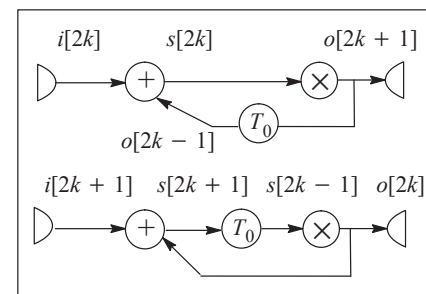 i[2k] s[2k] o[2k + 1]
+ ×
T₀
o[2k − 1]
i[2k + 1] s[2k + 1] s[2k − 1] o[2k]
+ T₀ ×